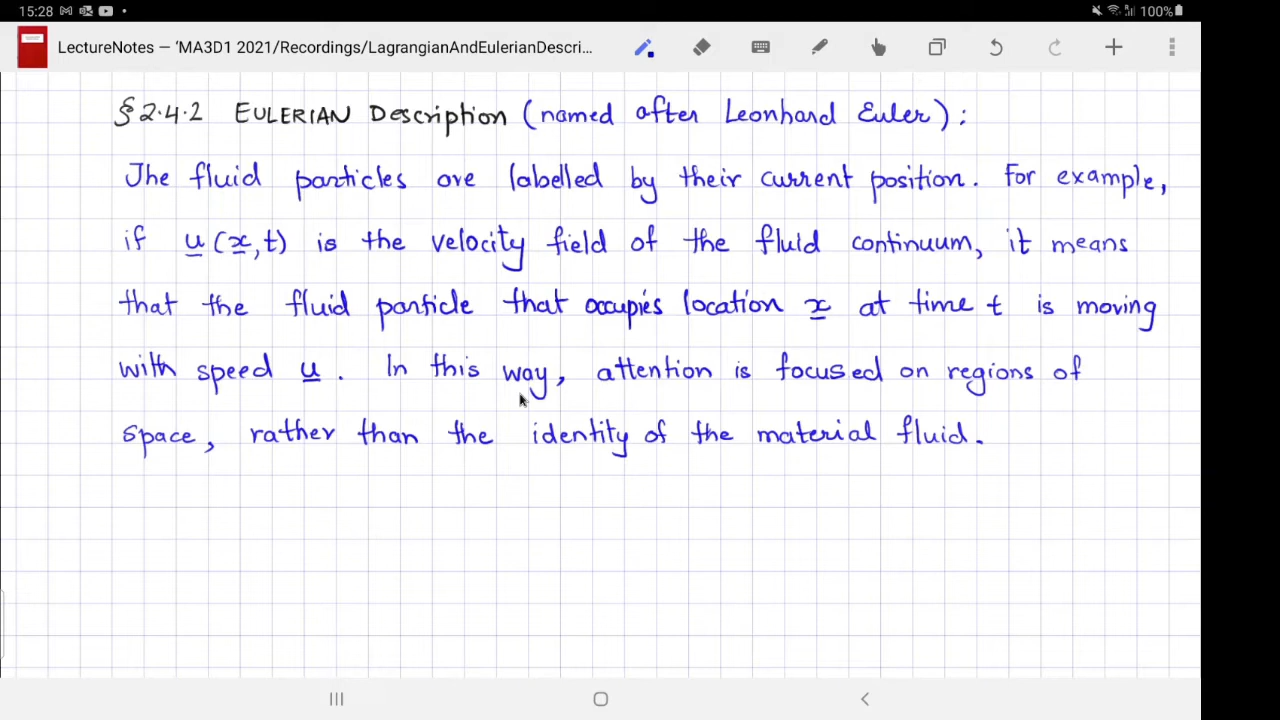 15:28 100%
LectureNotes — ‘MA3D1 2021/Recordings/LagrangianAndEulerianDescri...
§2.4.2 EULERIAN Description (named after Leonhard Euler):
The fluid particles are labelled by their current position. For example,
if u(x,t) is the velocity field of the fluid continuum, it means
that the fluid particle that occupies location x at time t is moving
with speed u. In this way, attention is focused on regions of
space, rather than the identity of the material fluid.